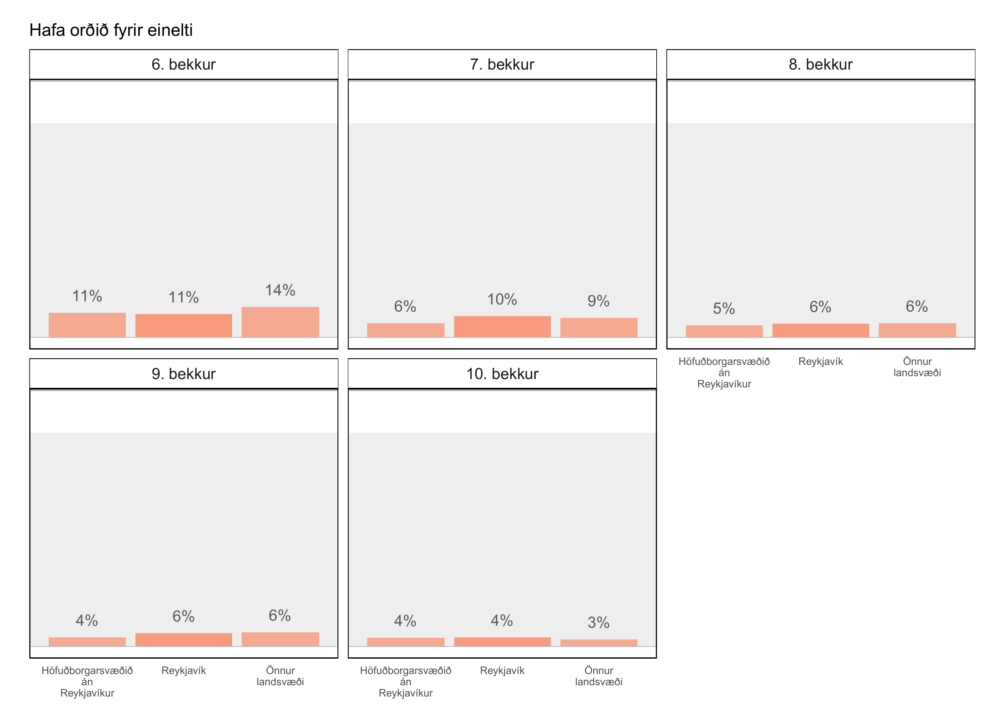 Hafa orðið fyrir einelti
6. bekkur
7. bekkur
8. bekkur
11%
11%
14%
6%
10%
9%
5%
6%
6%
Höfuðborgarsvæðið
án
Reykjavíkur
Reykjavík
Önnur
landsvæði
9. bekkur
10. bekkur
4%
6%
6%
4%
4%
3%
Höfuðborgarsvæðið
án
Reykjavíkur
Reykjavík
Önnur
landsvæði
Höfuðborgarsvæðið
án
Reykjavíkur
Reykjavík
Önnur
landsvæði